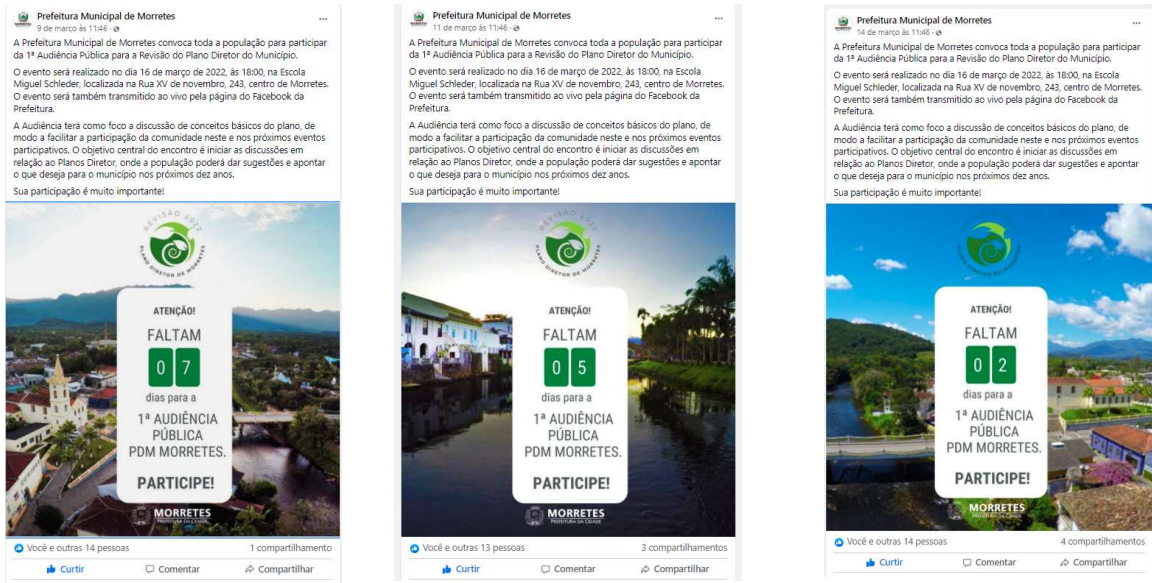 Prefeitura Municipal de Morretes
9 de março às 11:46 ·
A Prefeitura Municipal de Morretes convoca toda a população para participar
da 1ª Audiência Pública para a Revisão do Plano Diretor do Município.
O evento será realizado no dia 16 de março de 2022, às 18:00, na Escola
Miguel Schleder, localizada na Rua XV de novembro, 243, centro de Morretes.
O evento será também transmitido ao vivo pela página do Facebook da
Prefeitura.
A Audiência terá como foco a discussão de conceitos básicos do plano, de
modo a facilitar a participação da comunidade neste e nos próximos eventos
participativos. O objetivo central do encontro é iniciar as discussões em
relação ao Planos Diretor, onde a população poderá dar sugestões e apontar
o que deseja para o município nos próximos dez anos.
Sua participação é muito importante!
REVISÃO 2022
PLANO DIRETOR DE MORRETES
ATENÇÃO!
FALTAM
0 7
dias para a
1ª AUDIÊNCIA
PÚBLICA
PDM MORRETES.
PARTICIPE!
MORRETES
PREFEITURA DA CIDADE
Você e outras 14 pessoas
1 compartilhamento
Curtir
Comentar
Compartilhar
Prefeitura Municipal de Morretes
11 de março às 11:46 ·
A Prefeitura Municipal de Morretes convoca toda a população para participar
da 1ª Audiência Pública para a Revisão do Plano Diretor do Município.
O evento será realizado no dia 16 de março de 2022, às 18:00, na Escola
Miguel Schleder, localizada na Rua XV de novembro, 243, centro de Morretes.
O evento será também transmitido ao vivo pela página do Facebook da
Prefeitura.
A Audiência terá como foco a discussão de conceitos básicos do plano, de
modo a facilitar a participação da comunidade neste e nos próximos eventos
participativos. O objetivo central do encontro é iniciar as discussões em
relação ao Planos Diretor, onde a população poderá dar sugestões e apontar
o que deseja para o município nos próximos dez anos.
Sua participação é muito importante!
REVISÃO 2022
PLANO DIRETOR DE MORRETES
ATENÇÃO!
FALTAM
0 5
dias para a
1ª AUDIÊNCIA
PÚBLICA
PDM MORRETES.
PARTICIPE!
MORRETES
PREFEITURA DA CIDADE
Você e outras 13 pessoas
3 compartilhamentos
Curtir
Comentar
Compartilhar
Prefeitura Municipal de Morretes
14 de março às 11:46 ·
A Prefeitura Municipal de Morretes convoca toda a população para participar
da 1ª Audiência Pública para a Revisão do Plano Diretor do Município.
O evento será realizado no dia 16 de março de 2022, às 18:00, na Escola
Miguel Schleder, localizada na Rua XV de novembro, 243, centro de Morretes.
O evento será também transmitido ao vivo pela página do Facebook da
Prefeitura.
A Audiência terá como foco a discussão de conceitos básicos do plano, de
modo a facilitar a participação da comunidade neste e nos próximos eventos
participativos. O objetivo central do encontro é iniciar as discussões em
relação ao Planos Diretor, onde a população poderá dar sugestões e apontar
o que deseja para o município nos próximos dez anos.
Sua participação é muito importante!
REVISÃO 2022
PLANO DIRETOR DE MORRETES
ATENÇÃO!
FALTAM
0 2
dias para a
1ª AUDIÊNCIA
PÚBLICA
PDM MORRETES.
PARTICIPE!
MORRETES
PREFEITURA DA CIDADE
Você e outras 14 pessoas
4 compartilhamentos
Curtir
Comentar
Compartilhar